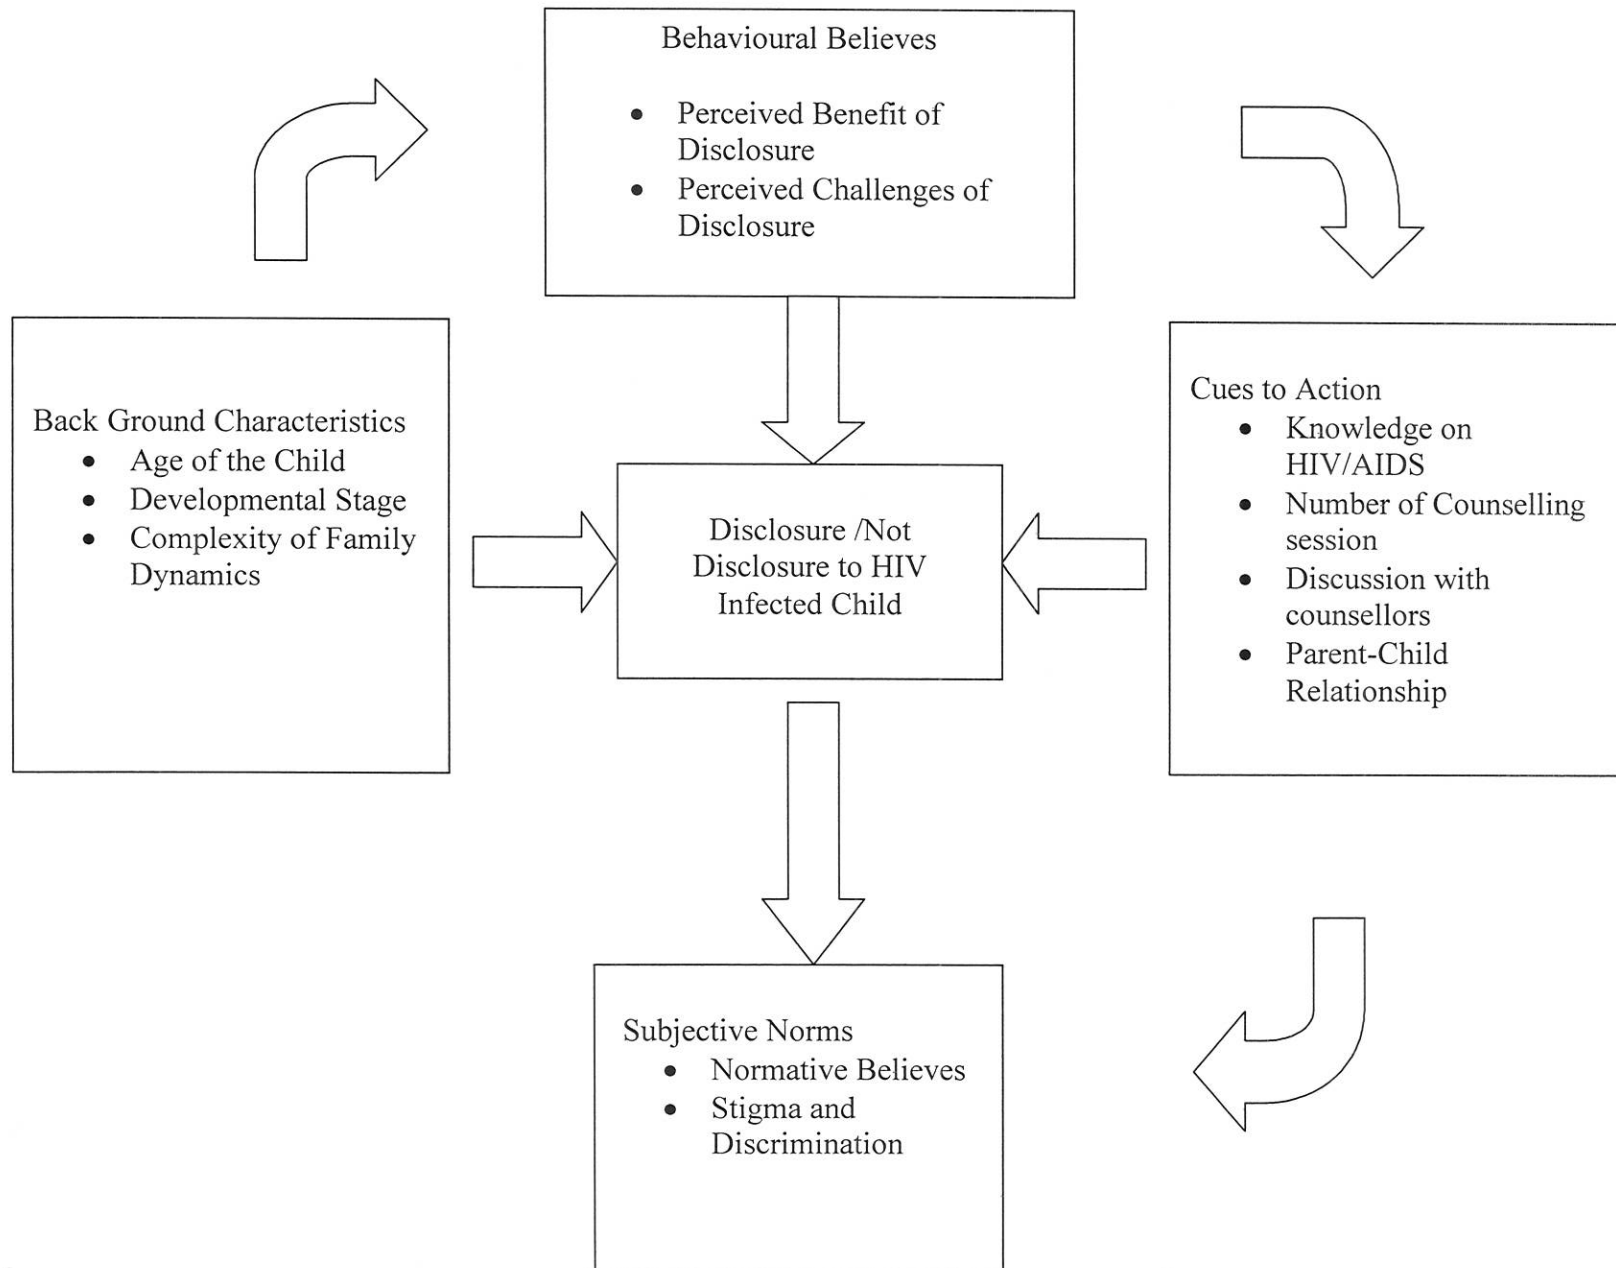 Behavioural Believes
• Perceived Benefit of
Disclosure
• Perceived Challenges of
Disclosure
Back Ground Characteristics
• Age of the Child
• Developmental Stage
• Complexity of Family
Dynamics
Disclosure /Not
Disclosure to HIV
Infected Child
Cues to Action
• Knowledge on
HIV/AIDS
• Number of Counselling
session
• Discussion with
counsellors
• Parent-Child
Relationship
Subjective Norms
• Normative Believes
• Stigma and
Discrimination